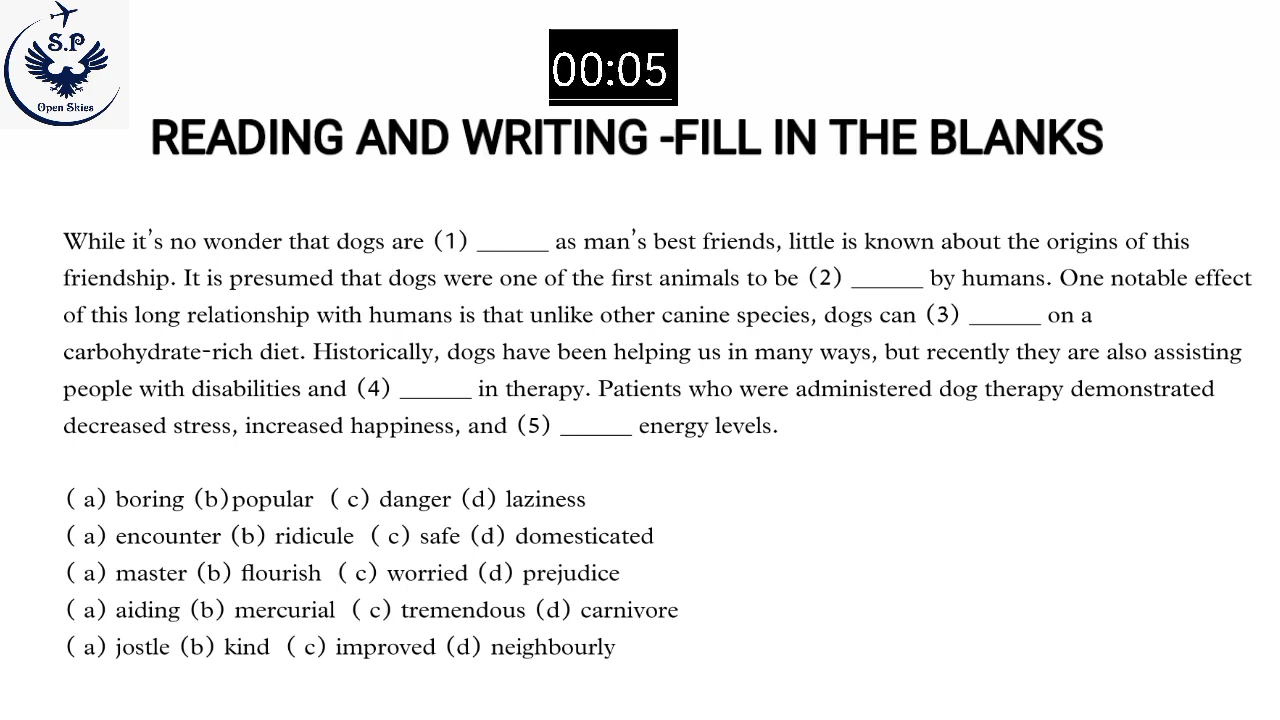 S.P
Open Skies
00:05
READING AND WRITING -FILL IN THE BLANKS
While it's no wonder that dogs are (1) ______ as man's best friends, little is known about the origins of this
friendship. It is presumed that dogs were one of the first animals to be (2) ______ by humans. One notable effect
of this long relationship with humans is that unlike other canine species, dogs can (3) ______ on a
carbohydrate-rich diet. Historically, dogs have been helping us in many ways, but recently they are also assisting
people with disabilities and (4) ______ in therapy. Patients who were administered dog therapy demonstrated
decreased stress, increased happiness, and (5) ______ energy levels.
( a) boring (b)popular ( c) danger (d) laziness
( a) encounter (b) ridicule ( c) safe (d) domesticated
( a) master (b) flourish ( c) worried (d) prejudice
( a) aiding (b) mercurial ( c) tremendous (d) carnivore
( a) jostle (b) kind ( c) improved (d) neighbourly